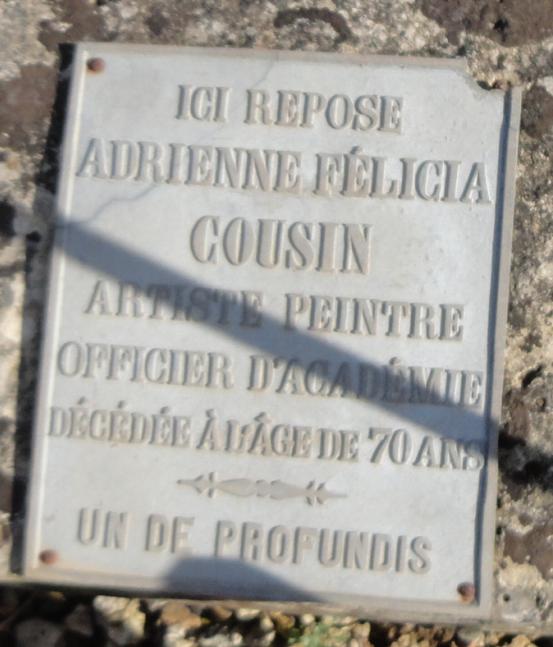 ICI REPOSE
ADRIENNE FÉLICIA
COUSIN
ARTISTE PEINTRE
OFFICIER D'ACADÉMIE
DÉCÉDÉE À L'ÂGE DE 70 ANS
UN DE PROFUNDIS